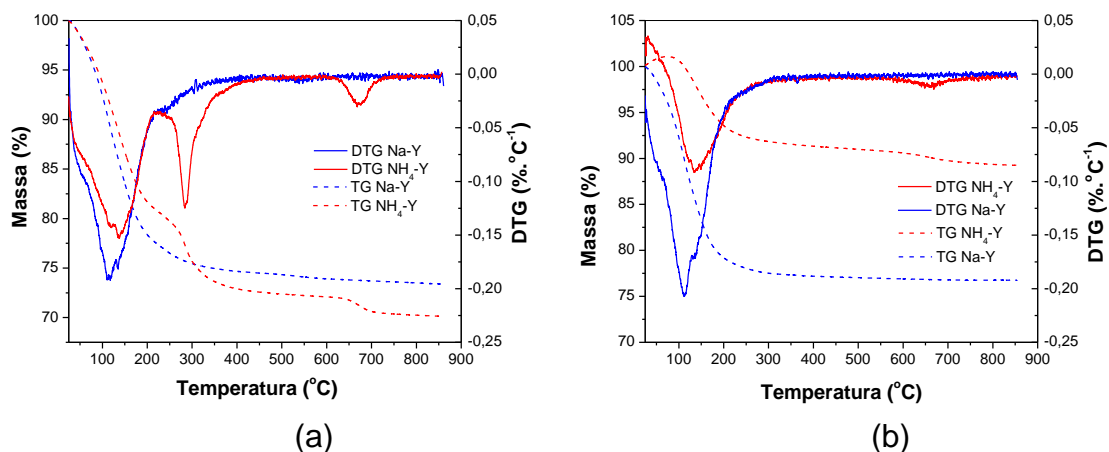 Massa (%)
100
95
90
85
80
75
70
DTG Na-Y
DTG NH₄-Y
TG Na-Y
TG NH₄-Y
0,05
0,00
-0,05
-0,10
-0,15
-0,20
-0,25
DTG (%.°C⁻¹)
100 200 300 400 500 600 700 800 900
Temperatura (°C)
(a)
Massa (%)
105
100
95
90
85
80
75
70
DTG NH₄-Y
DTG Na-Y
TG NH₄-Y
TG Na-Y
0,05
0,00
-0,05
-0,10
-0,15
-0,20
-0,25
DTG (%.°C⁻¹)
100 200 300 400 500 600 700 800 900
Temperatura (°C)
(b)